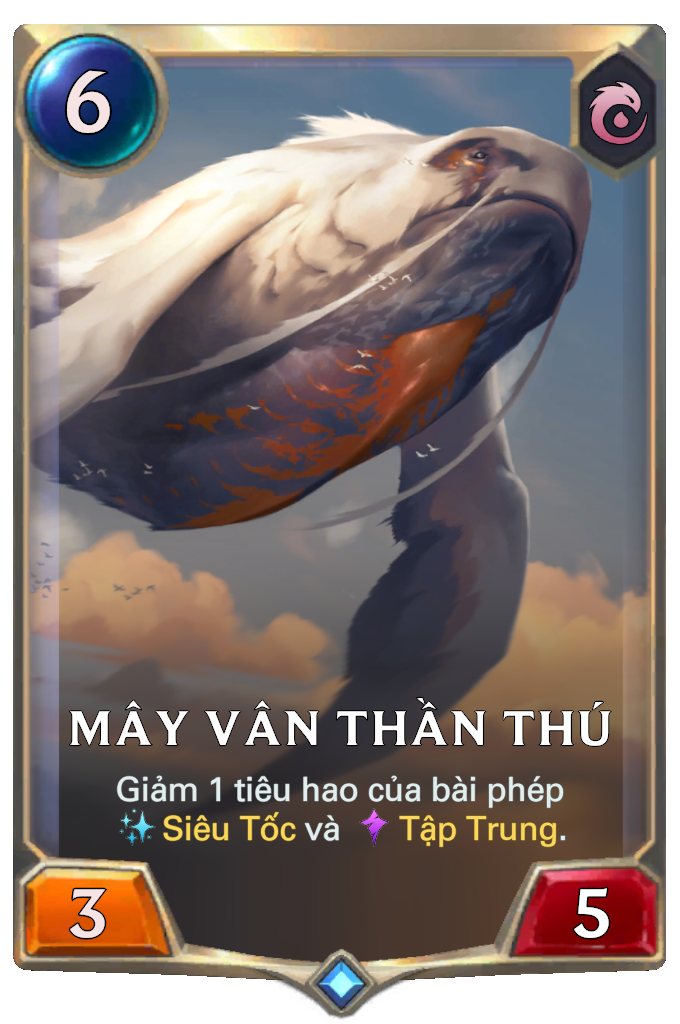 6
MÂY VÂN THẦN THÚ
Giảm 1 tiêu hao của bài phép
Siêu Tốc và Tập Trung.
3
5